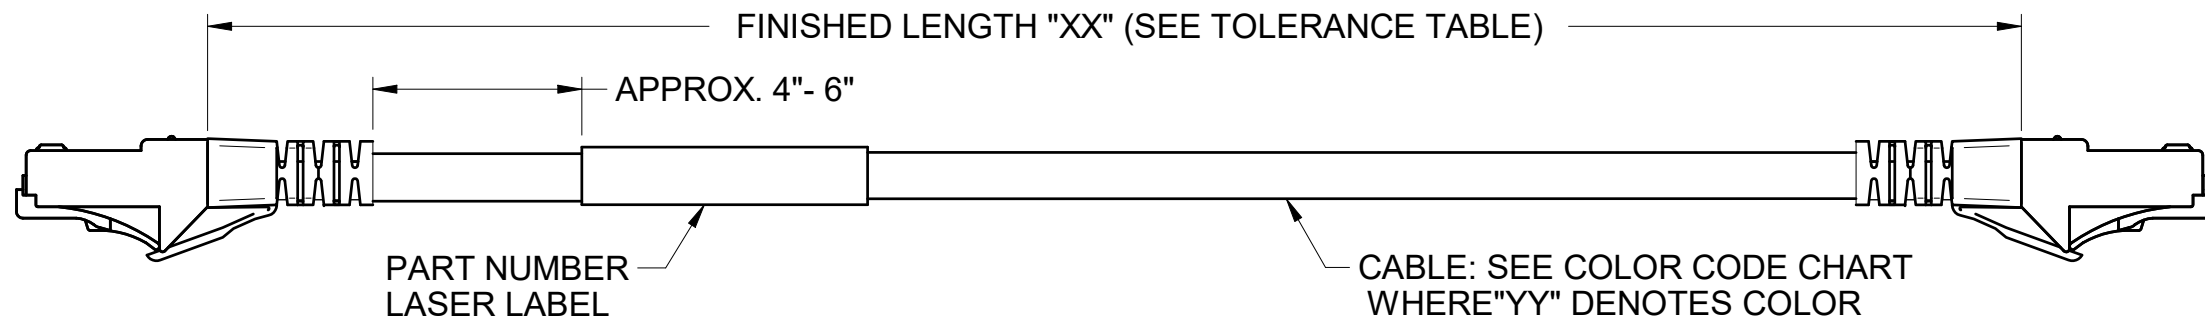 FINISHED LENGTH "XX" (SEE TOLERANCE TABLE)
APPROX. 4"- 6"
PART NUMBER
LASER LABEL
CABLE: SEE COLOR CODE CHART
WHERE"YY" DENOTES COLOR